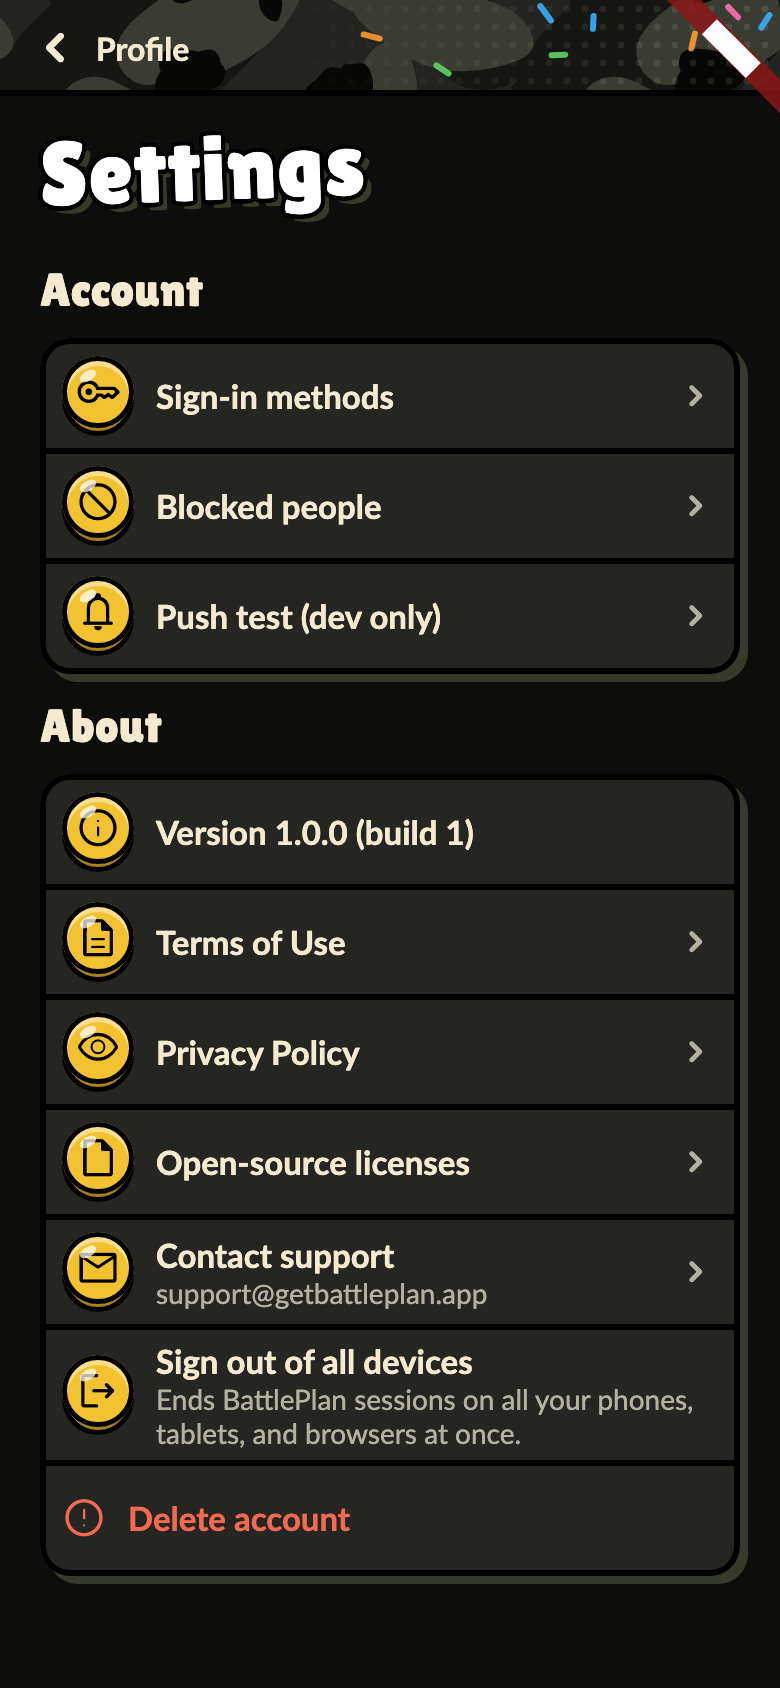 Profile
Settings
Account
Sign-in methods
Blocked people
Push test (dev only)
About
Version 1.0.0 (build 1)
Terms of Use
Privacy Policy
Open-source licenses
Contact support
support@getbattleplan.app
Sign out of all devices
Ends BattlePlan sessions on all your phones,
tablets, and browsers at once.
Delete account